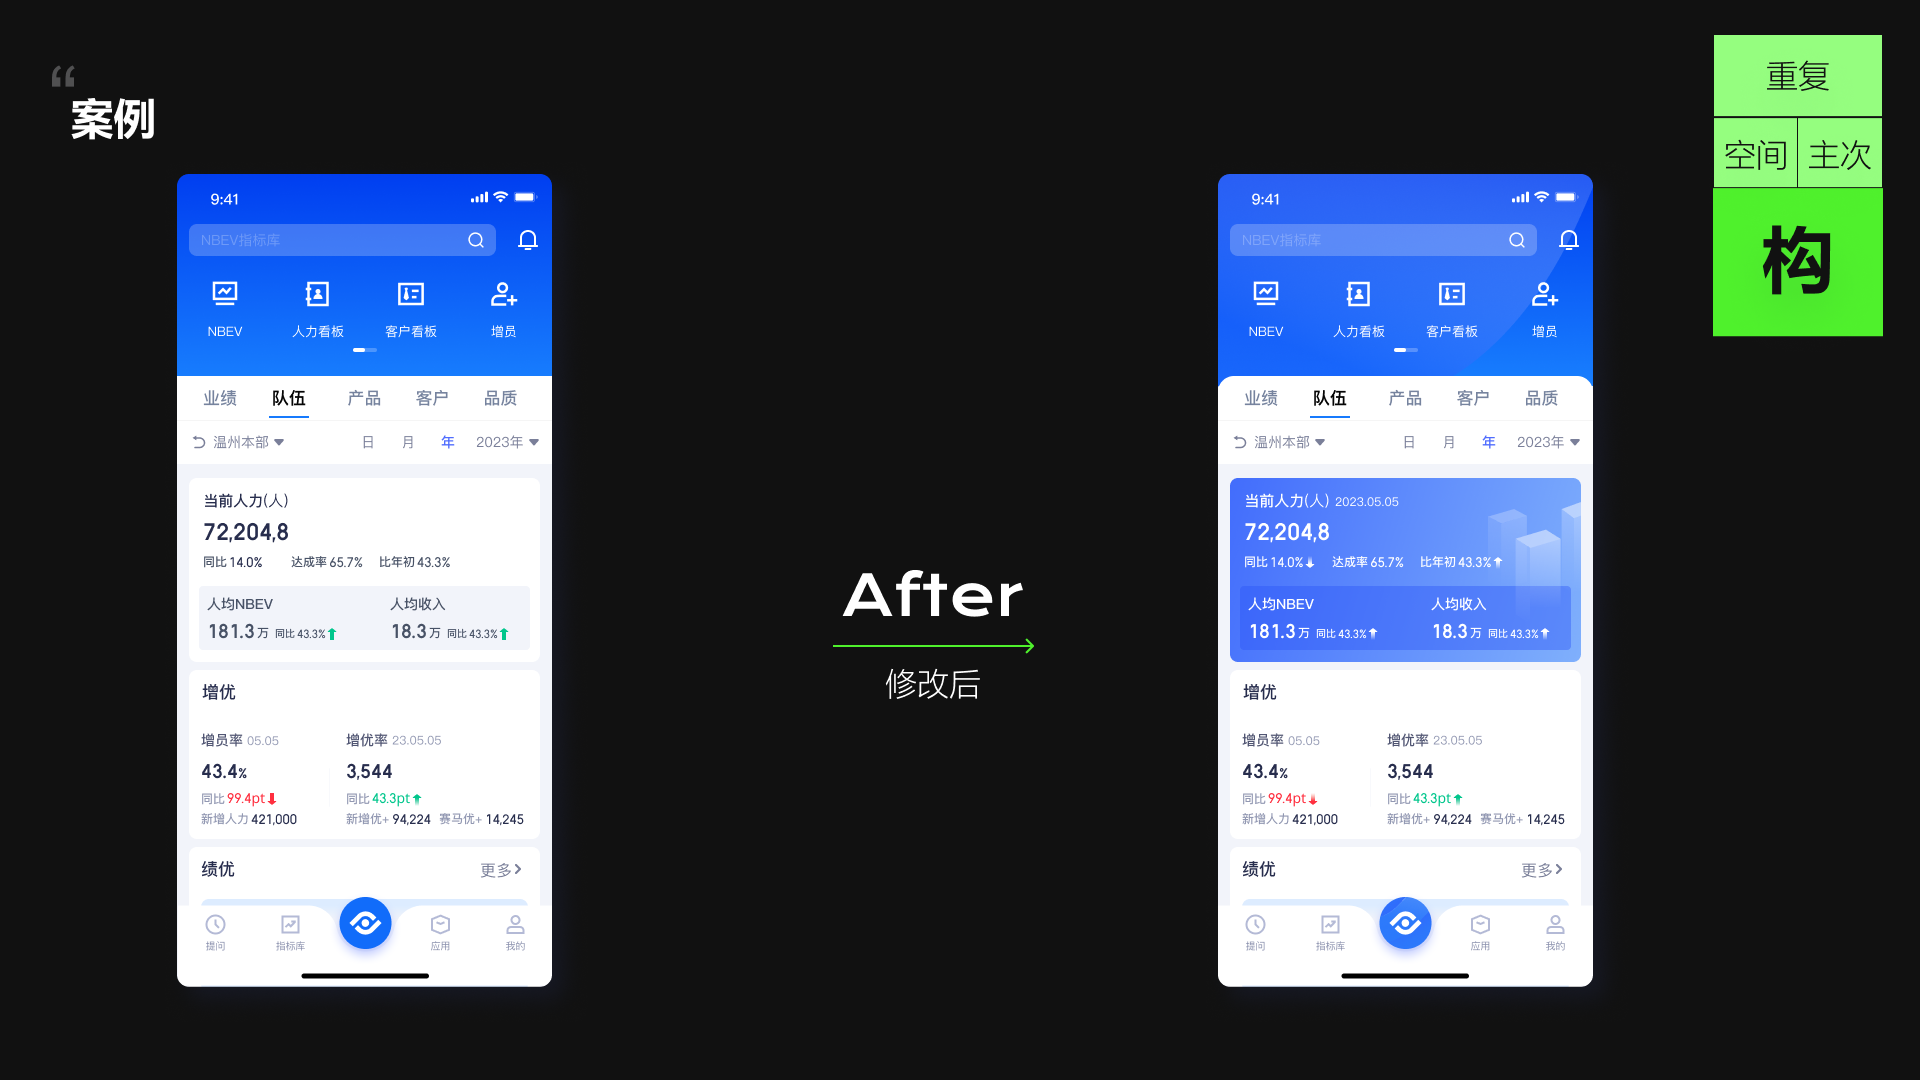 “
案例
9:41
NBEV指标库
NBEV 人力看板 客户看板 增员
业绩 队伍 产品 客户 品质
温州本部 日 月 年 2023年
当前人力(人)
72,204,8
同比 14.0% 达成率 65.7% 比年初 43.3%
人均NBEV 人均收入
181.3 万 同比 43.3% 18.3 万 同比 43.3%
增优
增员率 05.05 增优率 23.05.05
43.4% 3,544
同比 99.4pt 同比 43.3pt
新增人力 421,000 新增优+ 94,224 赛马优+ 14,245
绩优 更多
提问 指标库 应用 我的
After
修改后
9:41
NBEV指标库
NBEV 人力看板 客户看板 增员
业绩 队伍 产品 客户 品质
温州本部 日 月 年 2023年
当前人力(人) 2023.05.05
72,204,8
同比 14.0% 达成率 65.7% 比年初 43.3%
人均NBEV 人均收入
181.3 万 同比 43.3% 18.3 万 同比 43.3%
增优
增员率 05.05 增优率 23.05.05
43.4% 3,544
同比 99.4pt 同比 43.3pt
新增人力 421,000 新增优+ 94,224 赛马优+ 14,245
绩优 更多
提问 指标库 应用 我的
重复
空间 主次
构